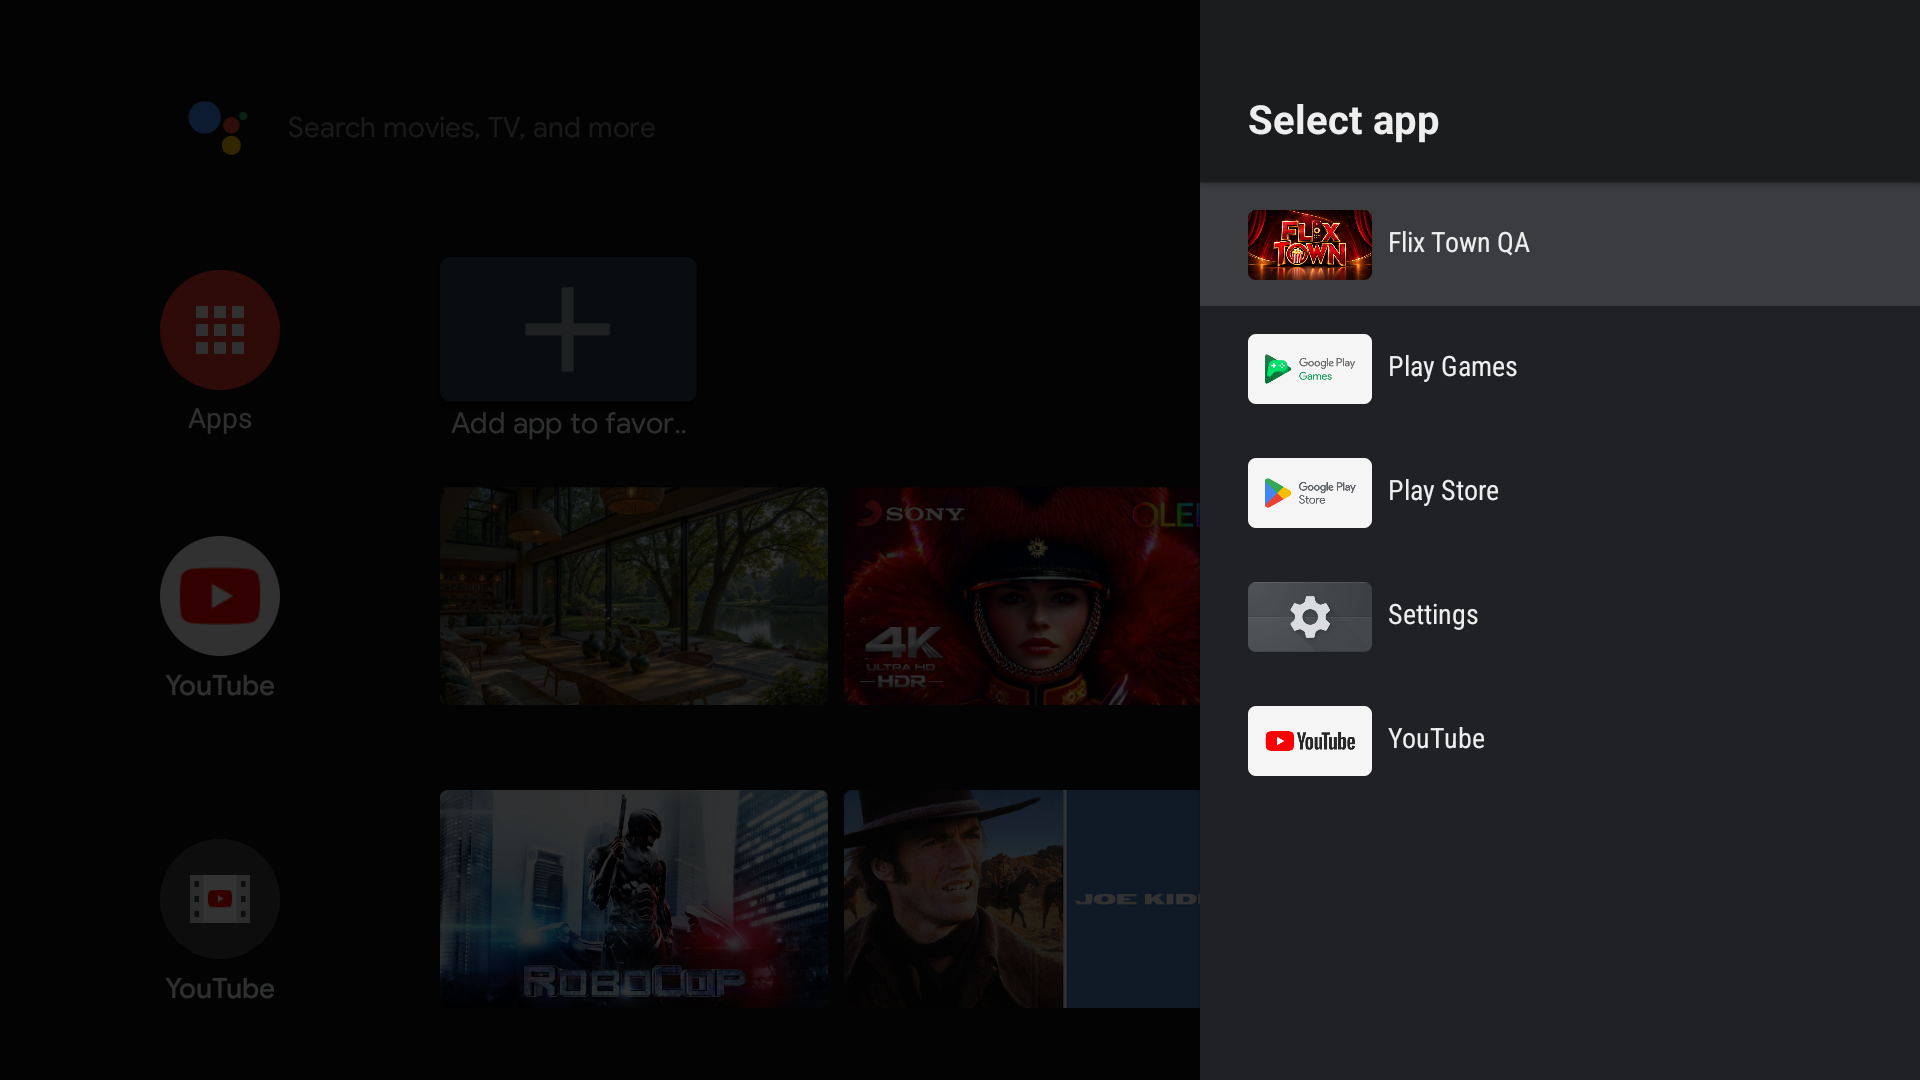 Search movies, TV, and more
Apps
Add app to favor..
YouTube
SONY
OLE
4K
ULTRA HD
HDR
YouTube
ROBOCOP
JOE KID
Select app
FLIX
TOWN
Flix Town QA
Google Play
Games
Play Games
Google Play
Store
Play Store
Settings
YouTube
YouTube